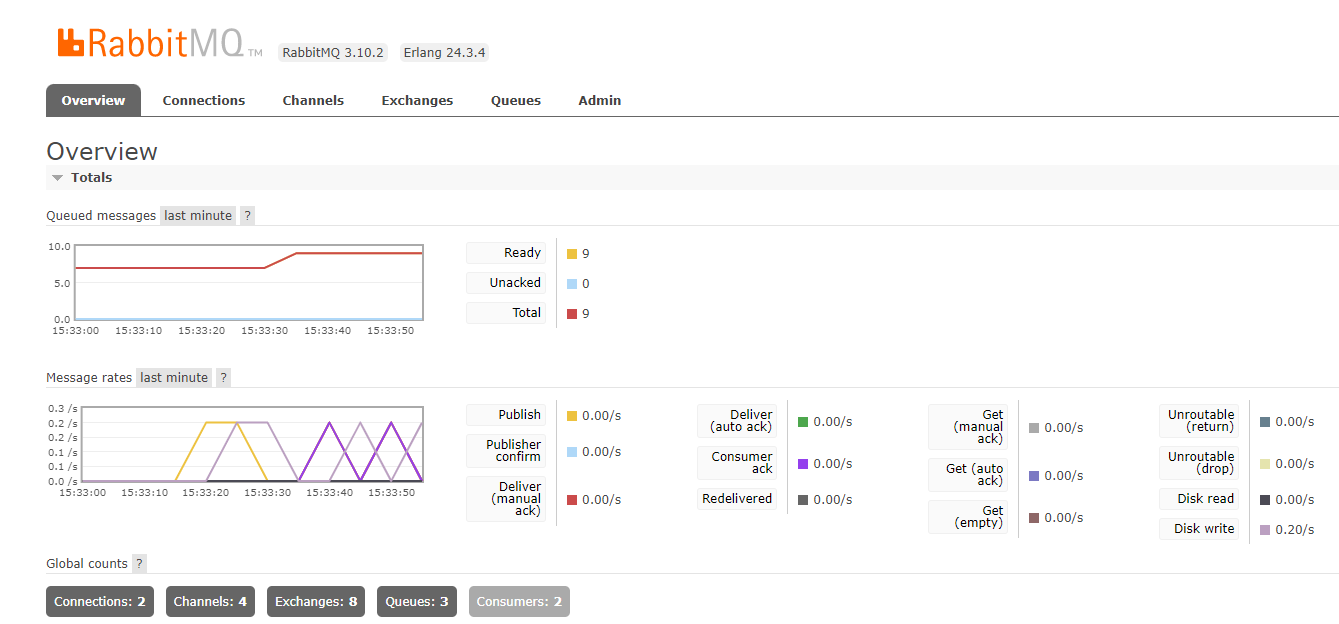 RabbitMQ TM RabbitMQ 3.10.2 Erlang 24.3.4
Overview Connections Channels Exchanges Queues Admin
Overview
Totals
Queued messages last minute ?
10.0
5.0
0.0
15:33:00 15:33:10 15:33:20 15:33:30 15:33:40 15:33:50
Ready 9
Unacked 0
Total 9
Message rates last minute ?
0.3 /s
0.2 /s
0.2 /s
0.1 /s
0.1 /s
0.0 /s
15:33:00 15:33:10 15:33:20 15:33:30 15:33:40 15:33:50
Publish 0.00/s
Publisher
confirm 0.00/s
Deliver
(manual
ack) 0.00/s
Deliver
(auto ack) 0.00/s
Consumer
ack 0.00/s
Redelivered 0.00/s
Get
(manual
ack) 0.00/s
Get (auto
ack) 0.00/s
Get
(empty) 0.00/s
Unroutable
(return) 0.00/s
Unroutable
(drop) 0.00/s
Disk read 0.00/s
Disk write 0.20/s
Global counts ?
Connections: 2 Channels: 4 Exchanges: 8 Queues: 3 Consumers: 2